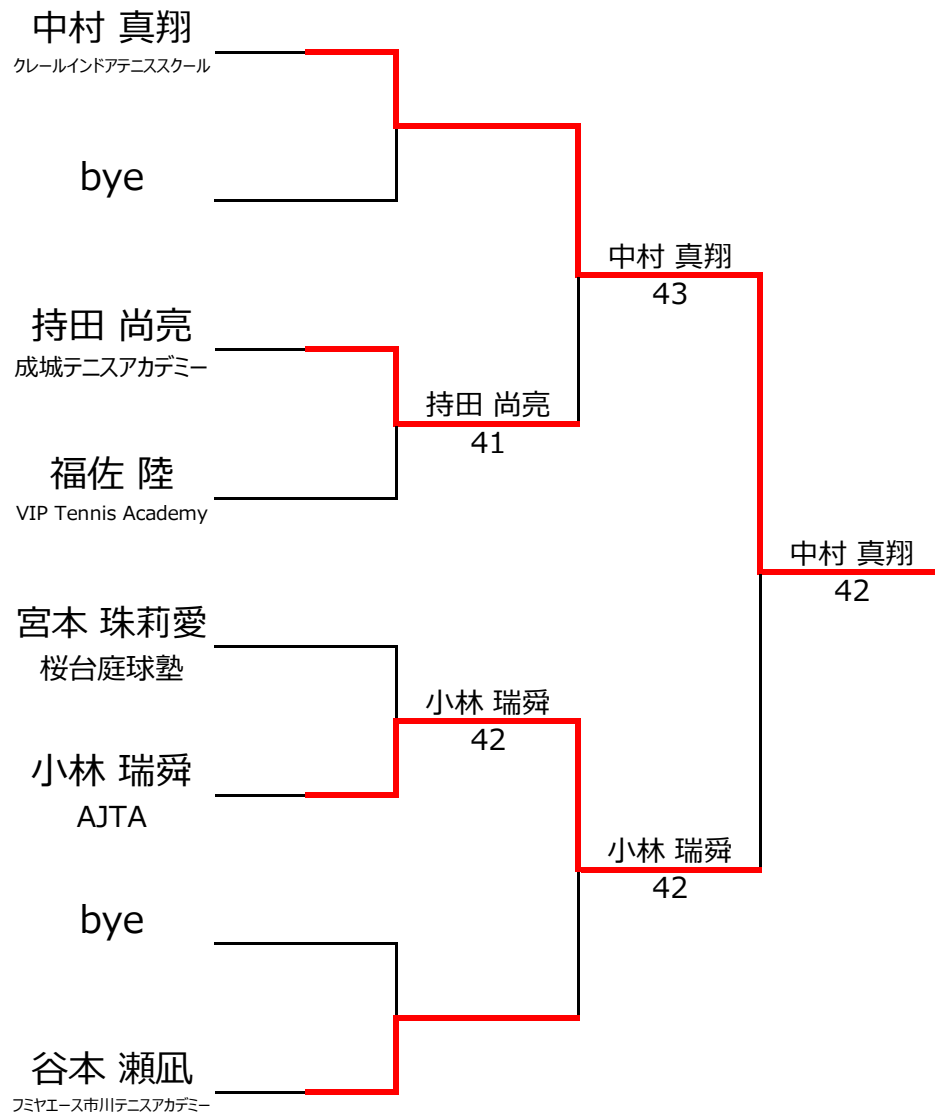 中村 真翔
クレールインドアテニススクール
bye
持田 尚亮
成城テニスアカデミー
福佐 陸
VIP Tennis Academy
宮本 珠莉愛
桜台庭球塾
小林 瑞舜
AJTA
bye
谷本 瀬凪
フミヤエース市川テニスアカデミー
持田 尚亮
41
小林 瑞舜
42
中村 真翔
43
小林 瑞舜
42
中村 真翔
42